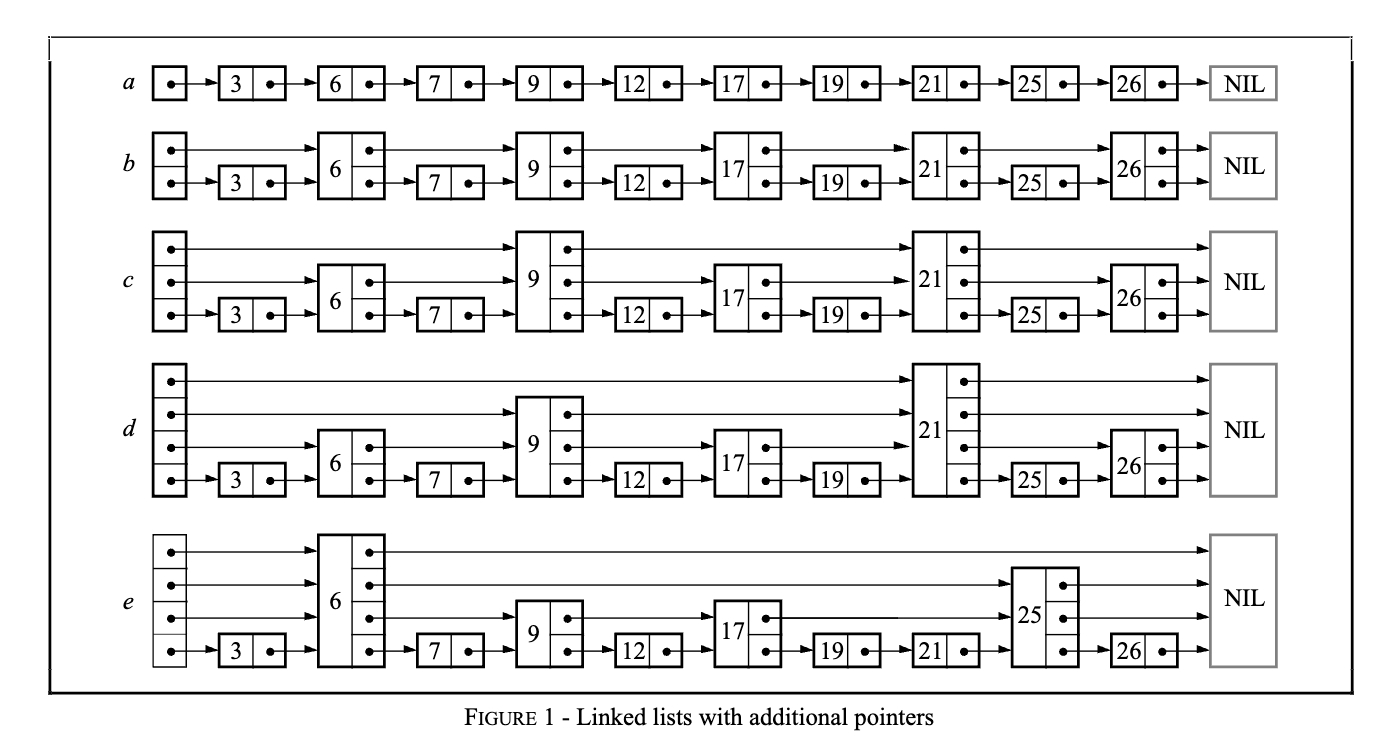 a 3 6 7 9 12 17 19 21 25 26 NIL
b 3 6 7 9 12 17 19 21 25 26 NIL
c 3 6 7 9 12 17 19 21 25 26 NIL
d 3 6 7 9 12 17 19 21 25 26 NIL
e 3 6 7 9 12 17 19 21 25 26 NIL
FIGURE 1 - Linked lists with additional pointers